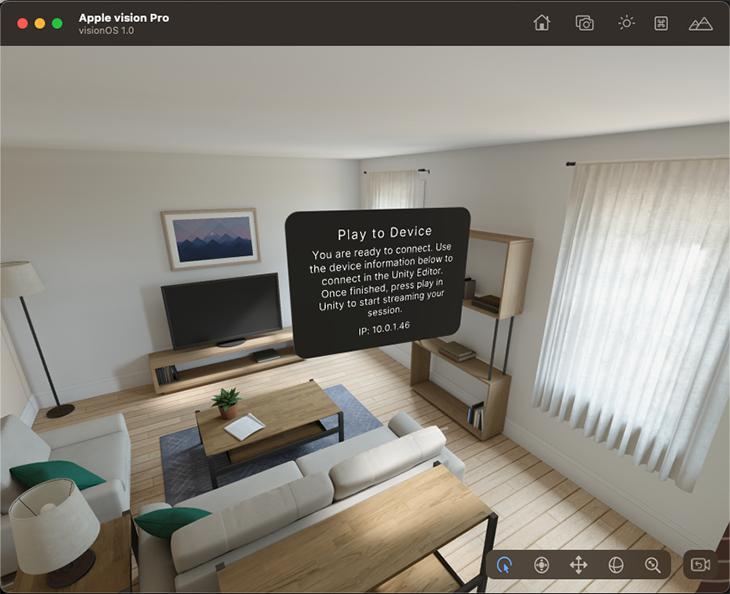 Apple vision Pro
visionOS 1.0
Play to Device
You are ready to connect. Use
the device information below to
connect in the Unity Editor.
Once finished, press play in
Unity to start streaming your
session.
IP: 10.0.1.46